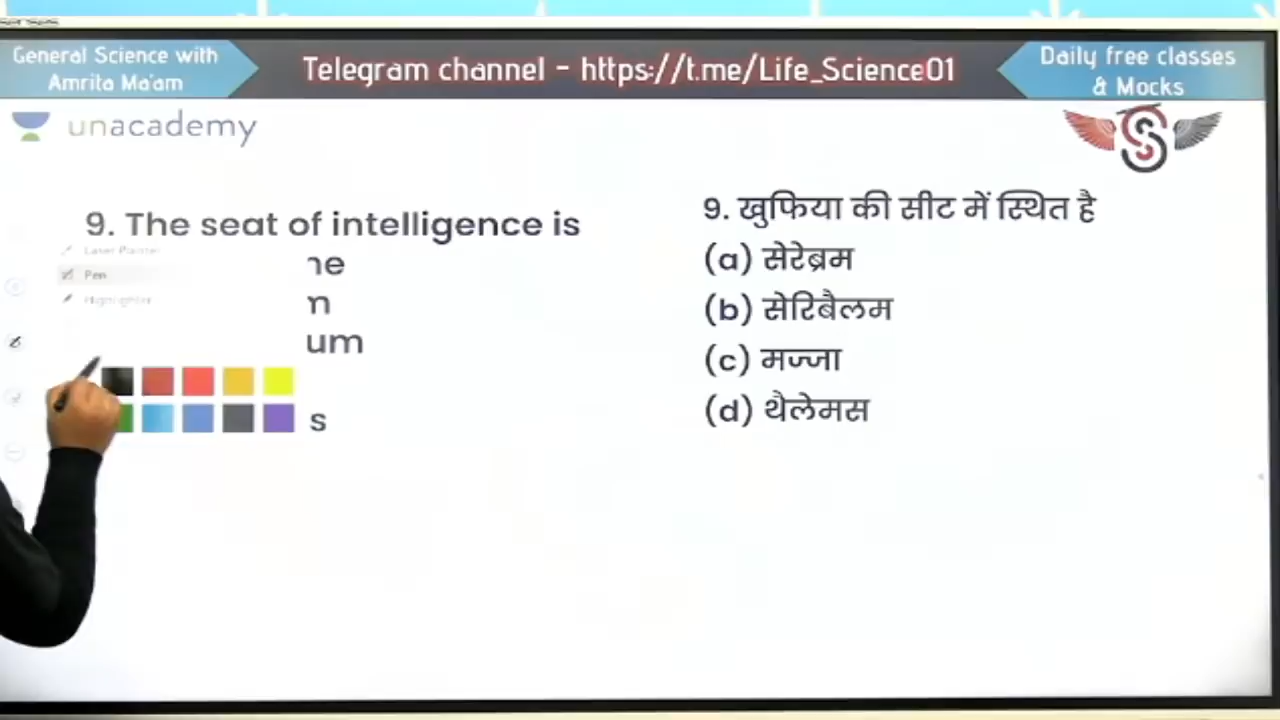 General Science with
Amrita Ma'am
Telegram channel - https://t.me/Life_Science01
Daily free classes
& Mocks
unacademy
9. The seat of intelligence is
Laser Pointer
Pen
Highlighter
ne
m
um
s
9. खुफिया की सीट में स्थित है
(a) सेरेब्रम
(b) सेरिबैलम
(c) मज्जा
(d) थैलेमस